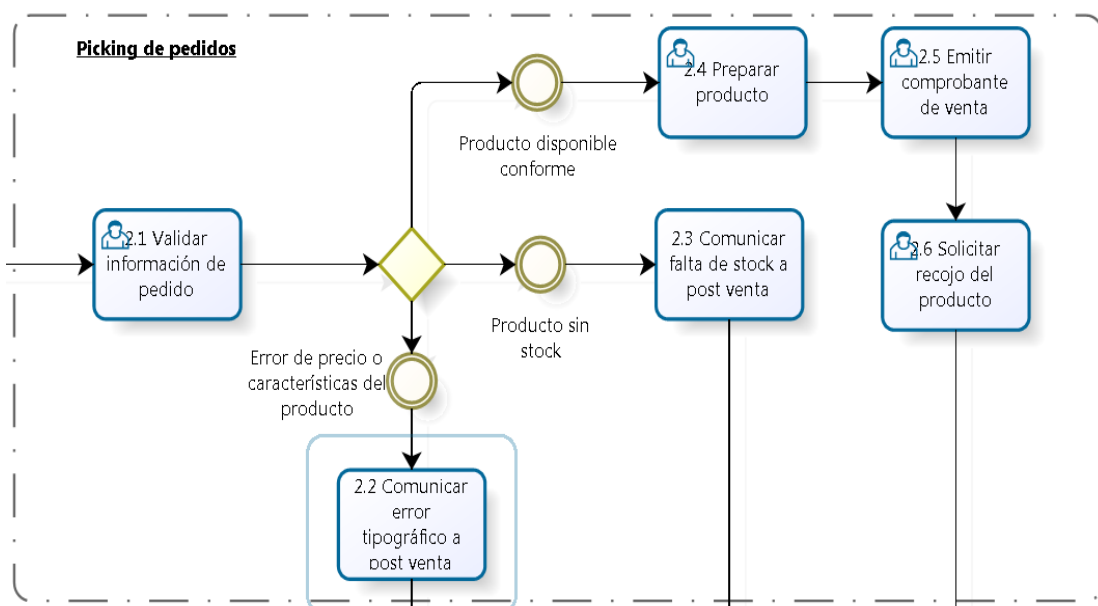 Picking de pedidos
2.1 Validar
información de
pedido
Producto disponible
conforme
2.4 Preparar
producto
2.5 Emitir
comprobante
de venta
Producto sin
stock
2.3 Comunicar
falta de stock a
post venta
2.6 Solicitar
recojo del
producto
Error de precio o
características del
producto
2.2 Comunicar
error
tipográfico a
post venta